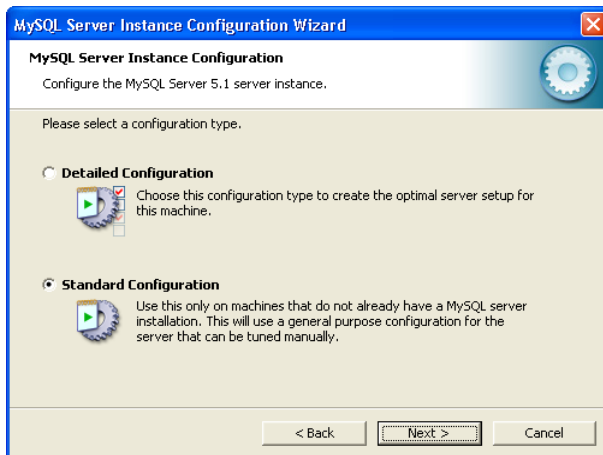 MySQL Server Instance Configuration Wizard
MySQL Server Instance Configuration
Configure the MySQL Server 5.1 server instance.
Please select a configuration type.
Detailed Configuration
Choose this configuration type to create the optimal server setup for
this machine.
Standard Configuration
Use this only on machines that do not already have a MySQL server
installation. This will use a general purpose configuration for the
server that can be tuned manually.
< Back
Next >
Cancel